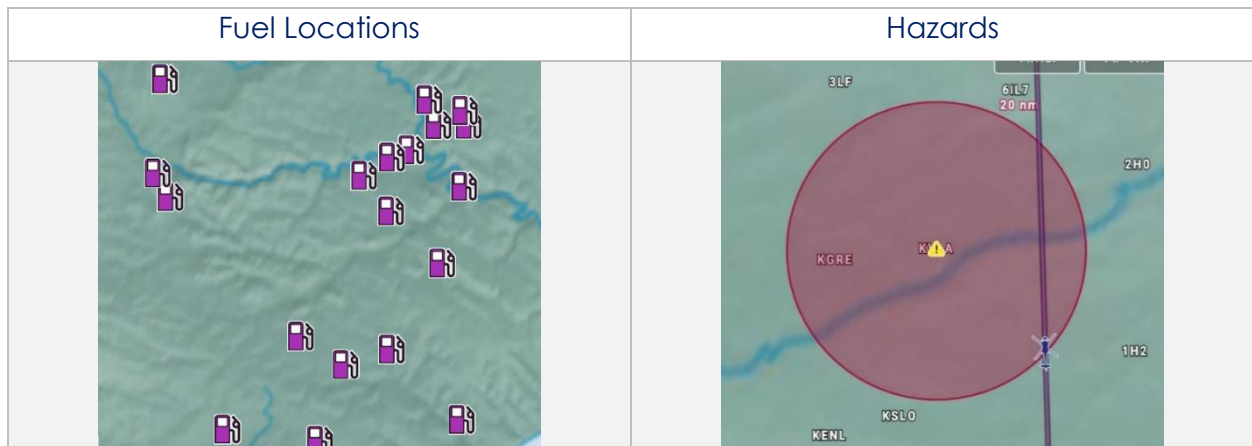 Fuel Locations
Hazards
3LF
6IL7
20 nm
2H0
KGRE
1H2
KSLO
KENL